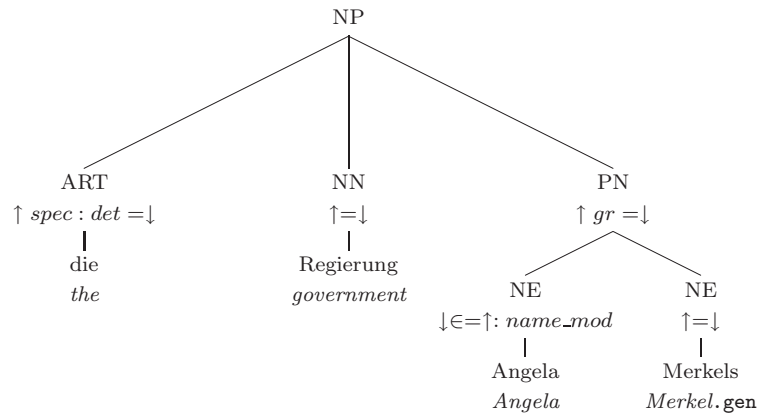 NP
ART NN PN
↑ spec : det =↓ ↑=↓ ↑ gr =↓
die Regierung
the government
NE NE
↓∈=↑: name_mod ↑=↓
Angela Merkels
Angela Merkel.gen